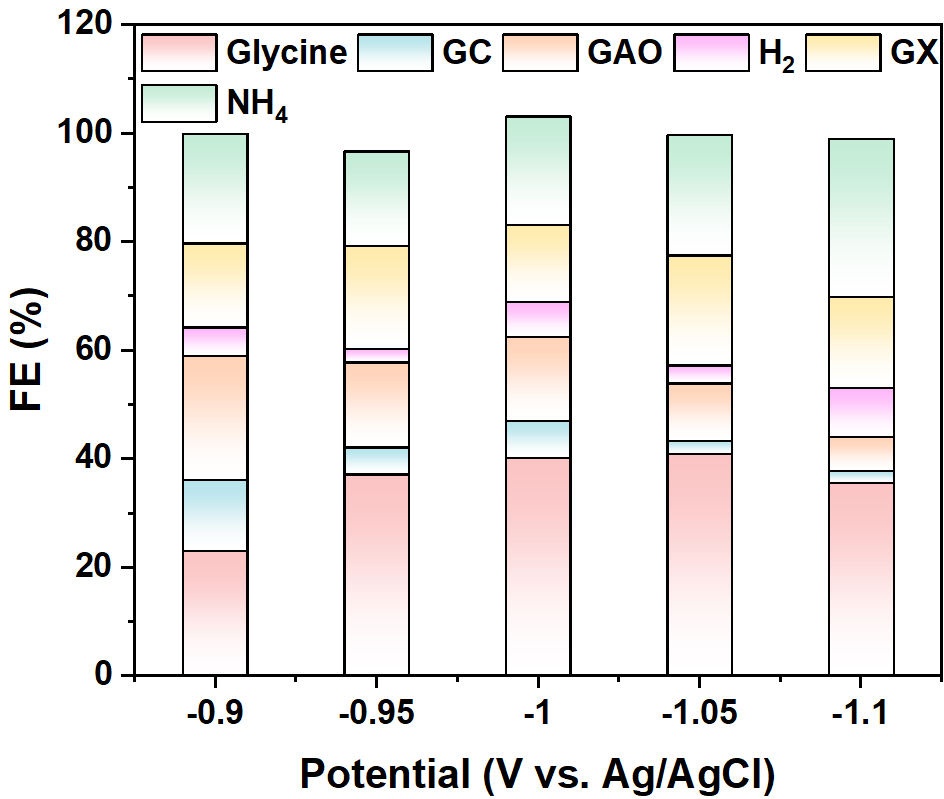 120
100
80
60
40
20
0
FE (%)
Glycine GC GAO H₂ GX
NH₄
-0.9 -0.95 -1 -1.05 -1.1
Potential (V vs. Ag/AgCl)